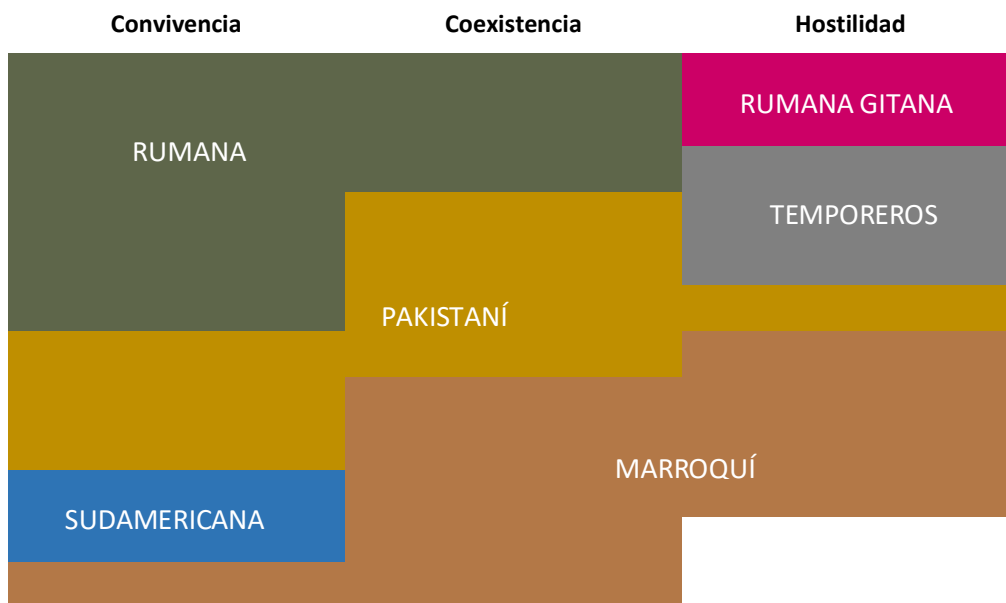 Convivencia
Coexistencia
Hostilidad
RUMANA GITANA
RUMANA
TEMPOREROS
PAKISTANÍ
MARROQUÍ
SUDAMERICANA